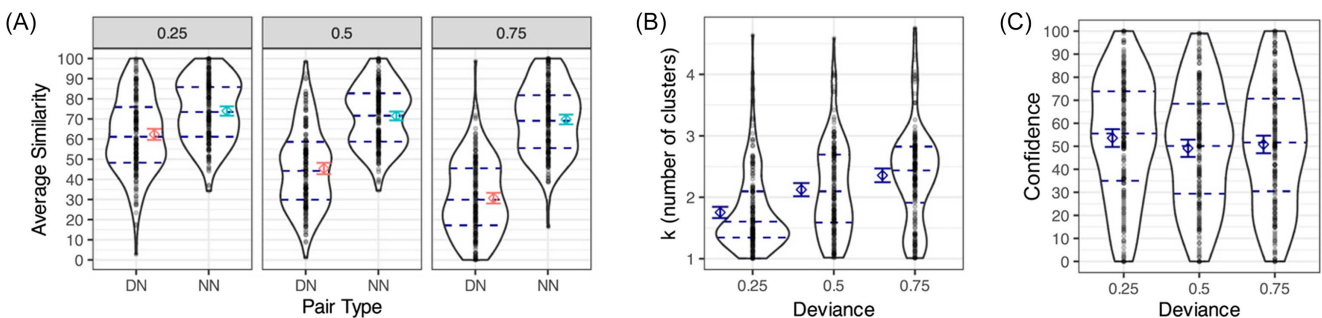 (A)
0.25
0.5
0.75
Average Similarity
100
90
80
70
60
50
40
30
20
10
0
DN
NN
DN
NN
DN
NN
Pair Type
(B)
k (number of clusters)
4
3
2
1
0.25
0.5
0.75
Deviance
(C)
Confidence
100
90
80
70
60
50
40
30
20
10
0
0.25
0.5
0.75
Deviance